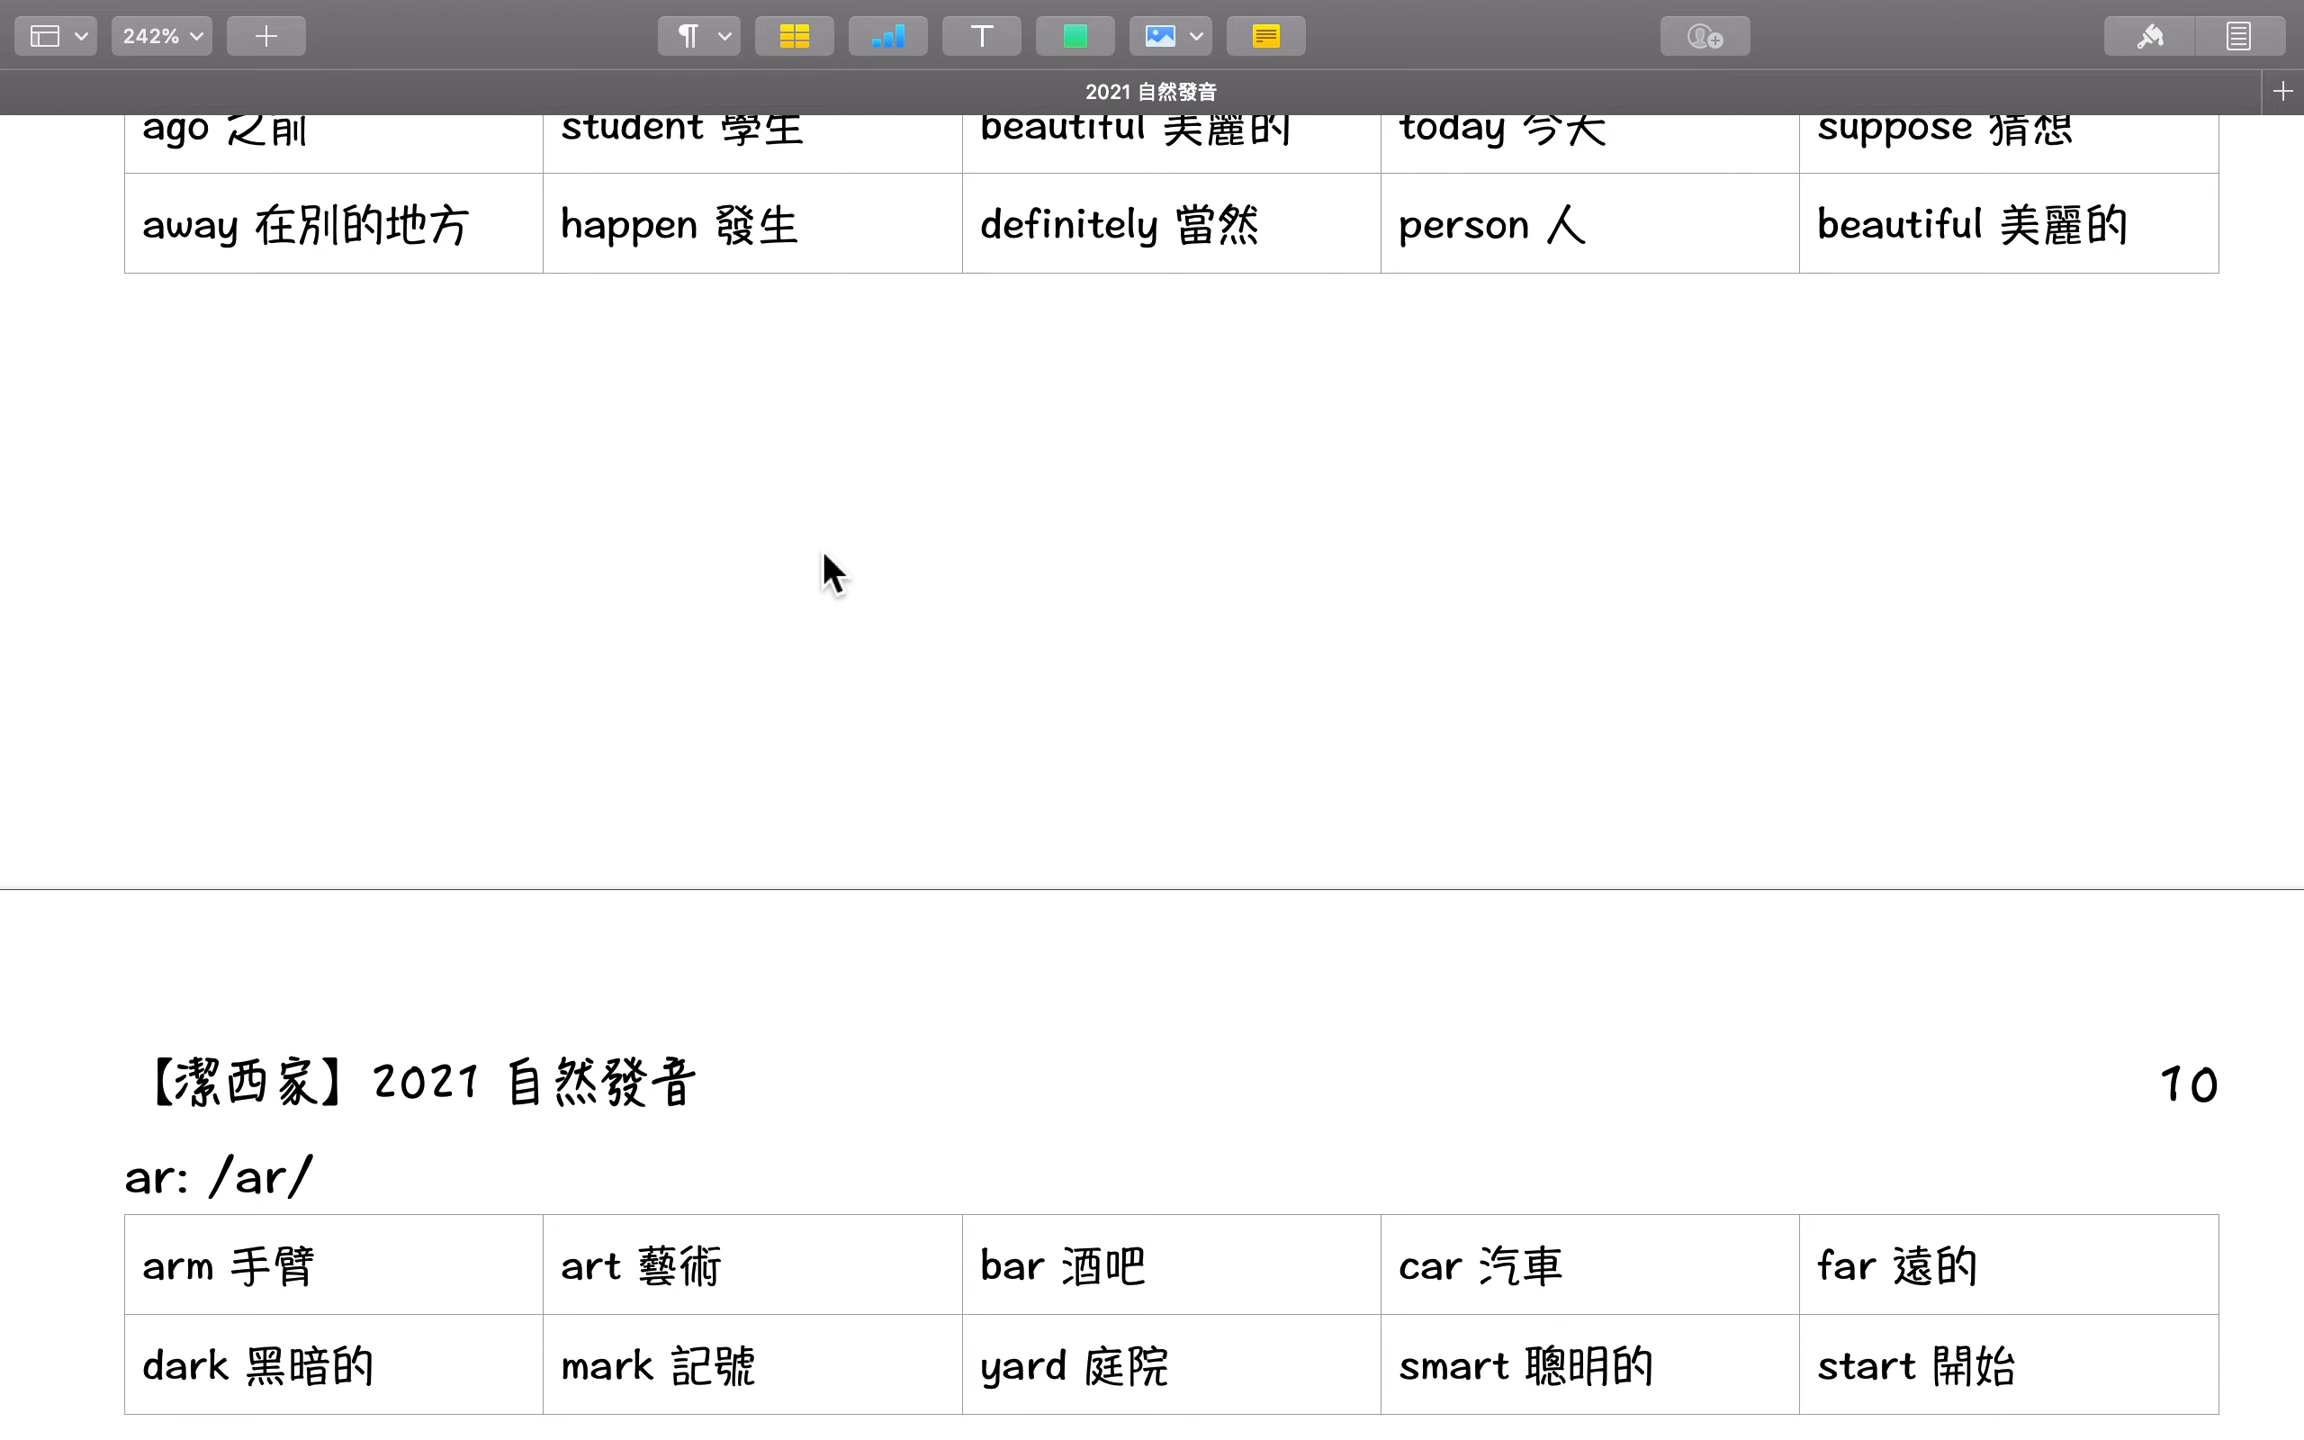 242%
2021 自然發音
ago 之前 student 學生 beautiful 美麗的 today 今天 suppose 猜想
away 在別的地方 happen 發生 definitely 當然 person 人 beautiful 美麗的
【潔西家】2021 自然發音 10
ar: /ar/
arm 手臂 art 藝術 bar 酒吧 car 汽車 far 遠的
dark 黑暗的 mark 記號 yard 庭院 smart 聰明的 start 開始